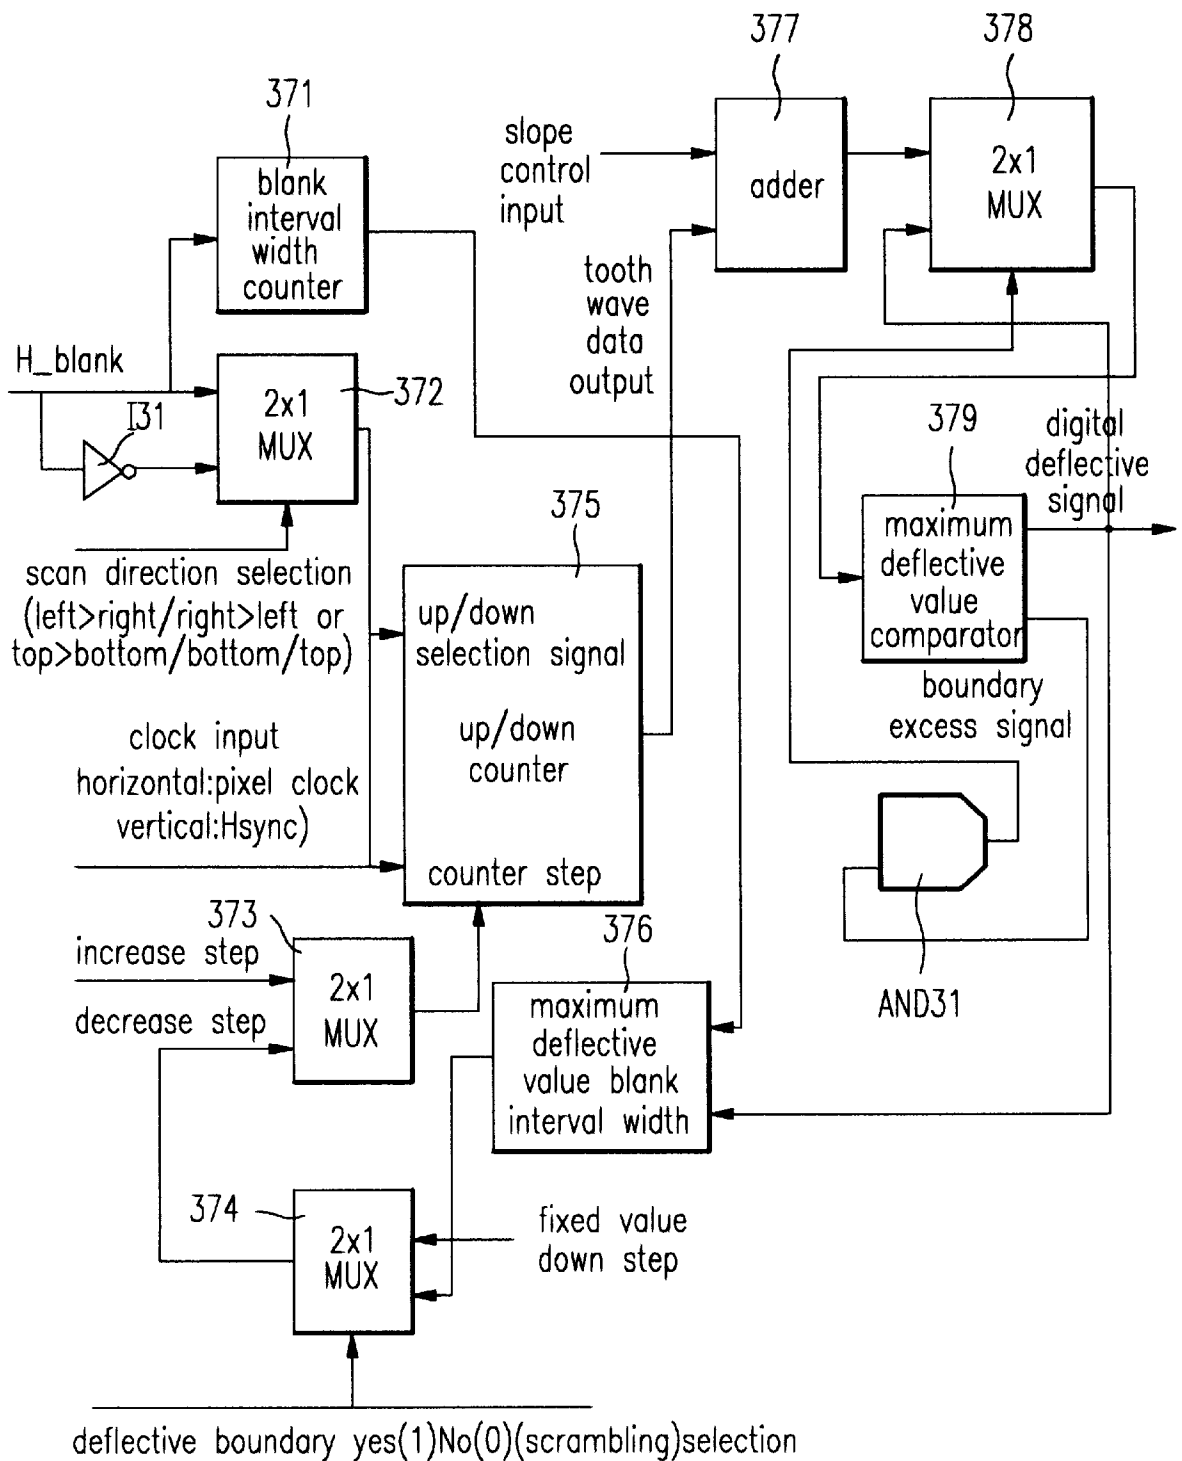 377
378
371
slope
control
input
adder
2x1
MUX
blank
interval
width
counter
tooth
wave
data
output
H_blank
I31
2x1
MUX
372
379
digital
deflective
signal
375
maximum
deflective
value
comparator
scan direction selection
(left>right/right>left or
top>bottom/bottom/top)
up/down
selection signal
up/down
counter
counter step
boundary
excess signal
clock input
horizontal:pixel clock
vertical:Hsync)
373
increase step
decrease step
2x1
MUX
376
maximum
deflective
value blank
interval width
AND31
374
2x1
MUX
fixed value
down step
deflective boundary yes(1)No(0)(scrambling)selection